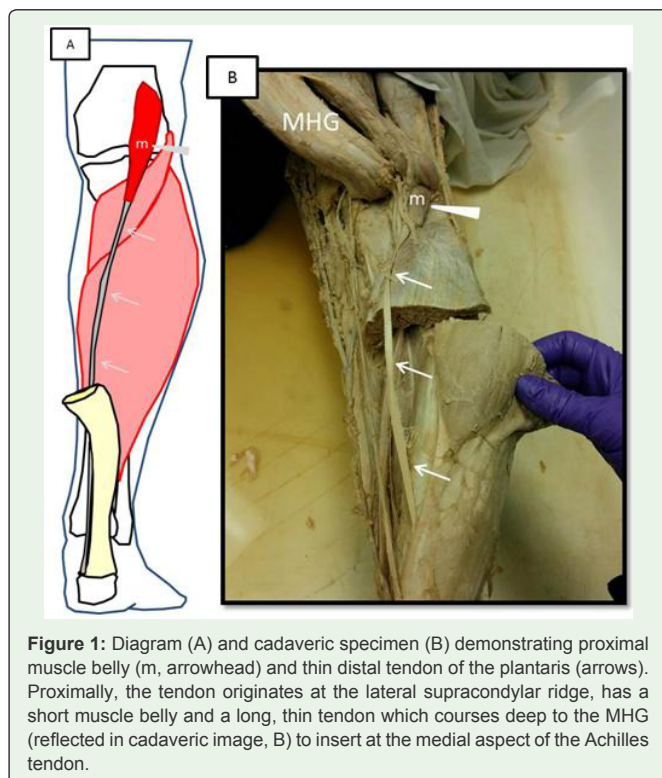 A
m
B
MHG
m
Figure 1: Diagram (A) and cadaveric specimen (B) demonstrating proximal
muscle belly (m, arrowhead) and thin distal tendon of the plantaris (arrows).
Proximally, the tendon originates at the lateral supracondylar ridge, has a
short muscle belly and a long, thin tendon which courses deep to the MHG
(reflected in cadaveric image, B) to insert at the medial aspect of the Achilles
tendon.